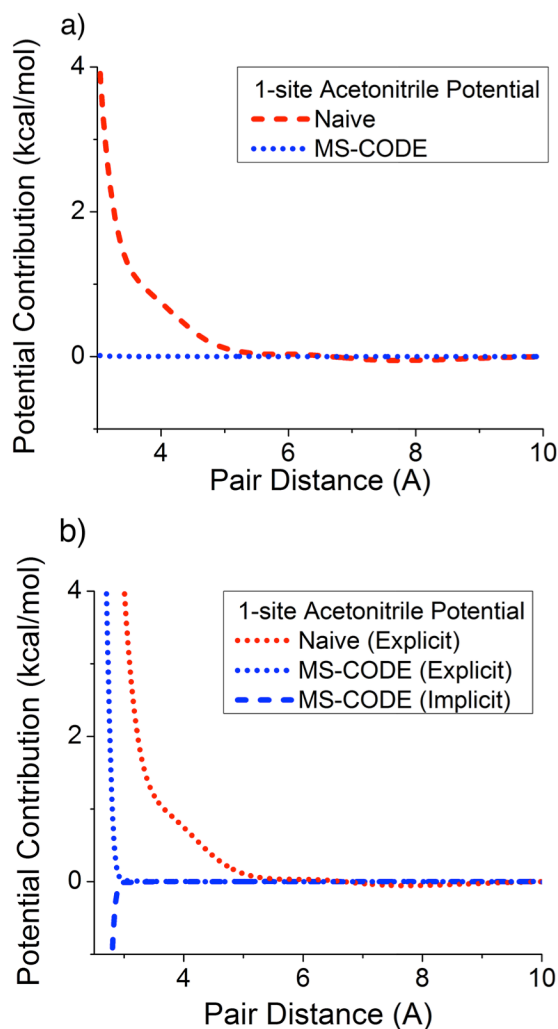 a)
4
2
0
Potential Contribution (kcal/mol)
1-site Acetonitrile Potential
Naive
MS-CODE
4
6
8
10
Pair Distance (A)
b)
4
2
0
Potential Contribution (kcal/mol)
1-site Acetonitrile Potential
Naive (Explicit)
MS-CODE (Explicit)
MS-CODE (Implicit)
4
6
8
10
Pair Distance (A)